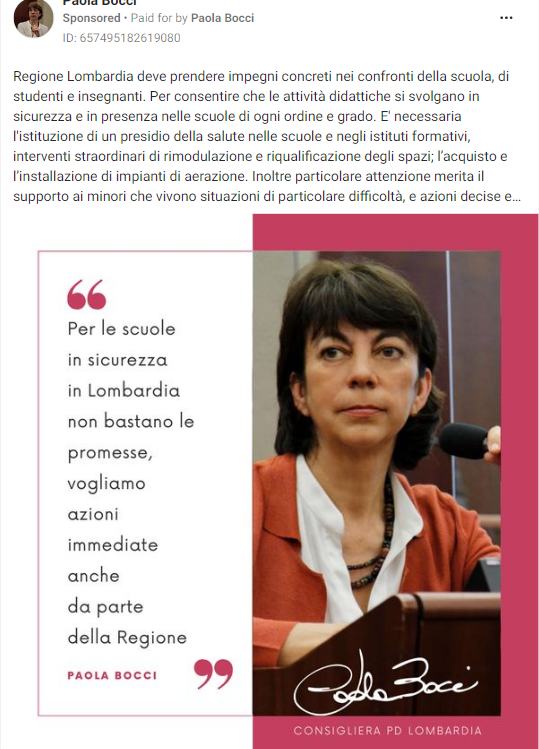 Paola Bocci
Sponsored • Paid for by Paola Bocci
ID: 657495182619080
Regione Lombardia deve prendere impegni concreti nei confronti della scuola, di
studenti e insegnanti. Per consentire che le attività didattiche si svolgano in
sicurezza e in presenza nelle scuole di ogni ordine e grado. E' necessaria
l'istituzione di un presidio della salute nelle scuole e negli istituti formativi,
interventi straordinari di rimodulazione e riqualificazione degli spazi; l’acquisto e
l’installazione di impianti di aerazione. Inoltre particolare attenzione merita il
supporto ai minori che vivono situazioni di particolare difficoltà, e azioni decise e...
“
Per le scuole
in sicurezza
in Lombardia
non bastano le
promesse,
vogliamo
azioni
immediate
anche
da parte
della Regione
PAOLA BOCCI ”
Paola Bocci
CONSIGLIERA PD LOMBARDIA